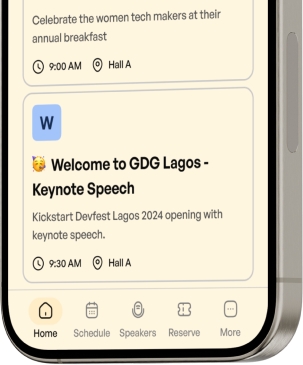 Celebrate the women tech makers at their
annual breakfast
9:00 AM Hall A
W
🥳 Welcome to GDG Lagos -
Keynote Speech
Kickstart Devfest Lagos 2024 opening with
keynote speech.
9:30 AM Hall A
Home Schedule Speakers Reserve More